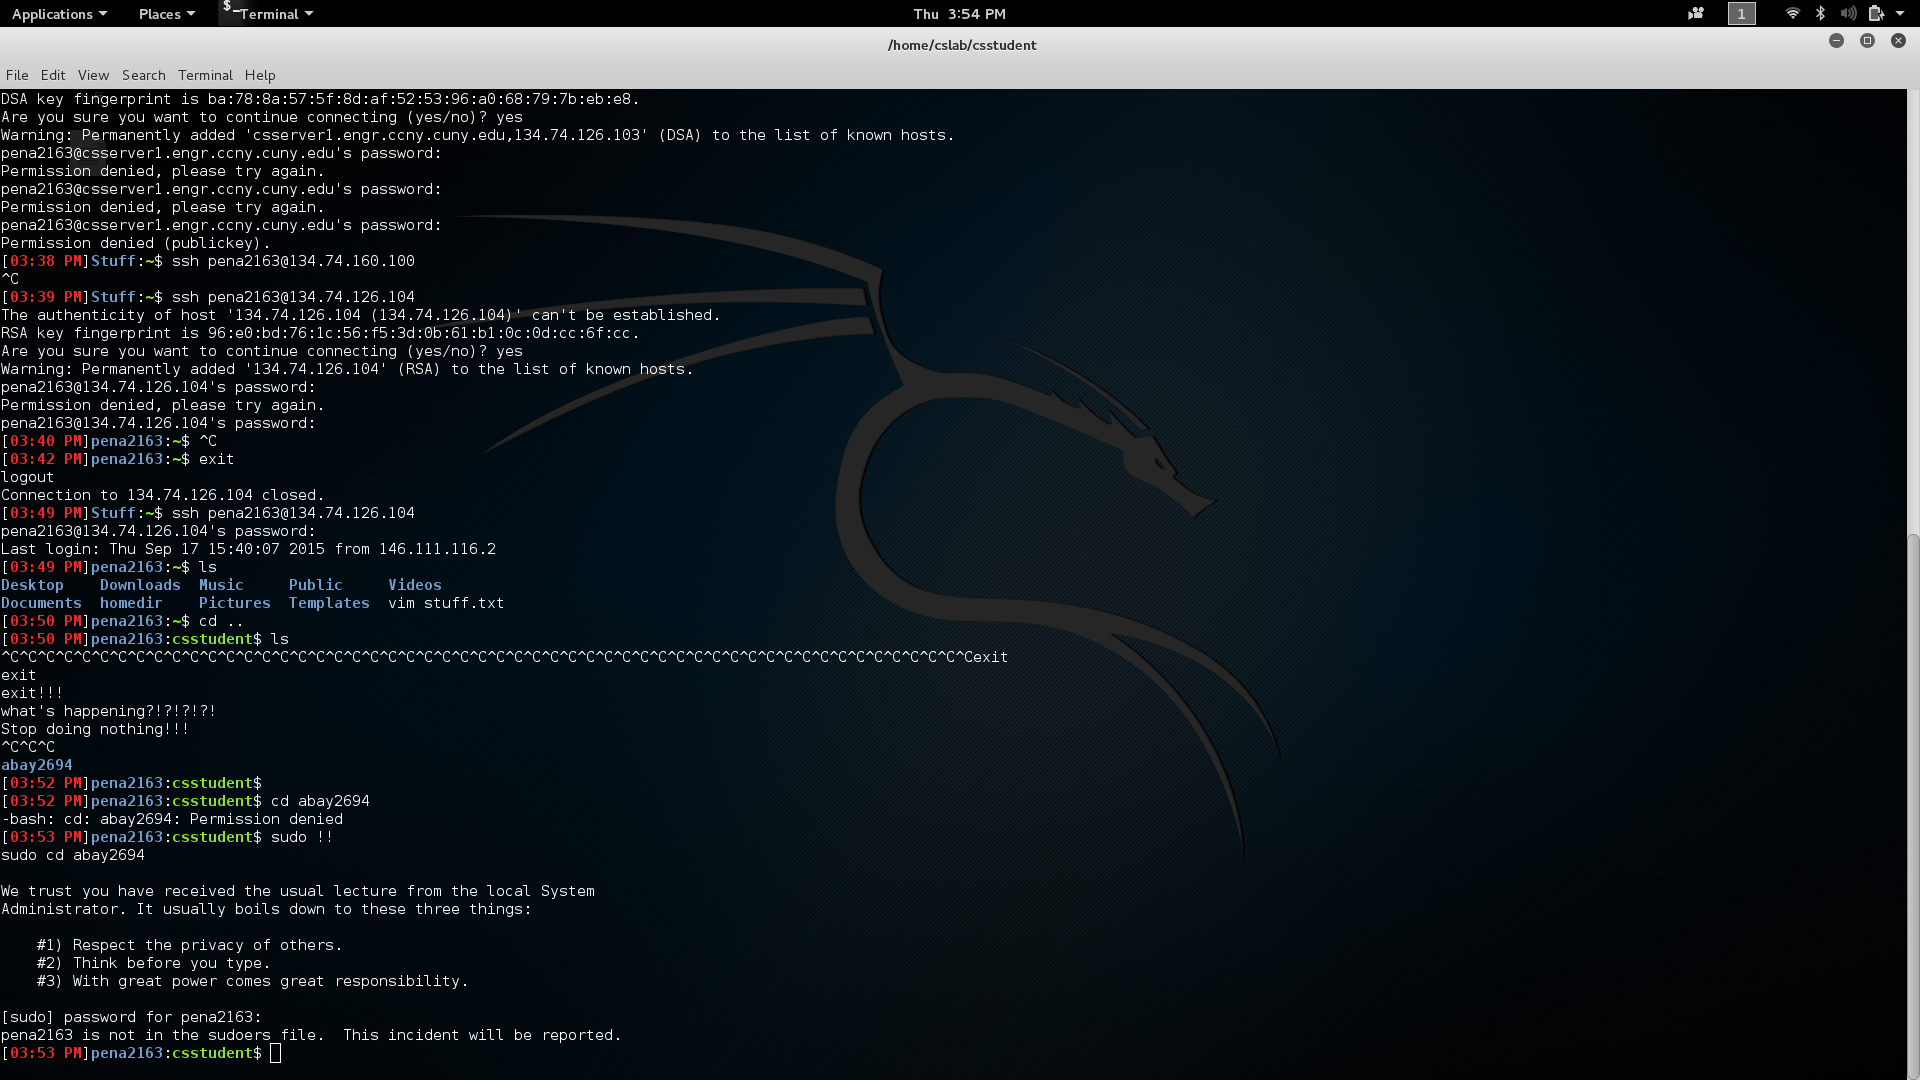 Applications Places $_Terminal Thu 3:54 PM 1
/home/cslab/csstudent
File Edit View Search Terminal Help
DSA key fingerprint is ba:78:8a:57:5f:8d:af:52:53:96:a0:68:79:7b:eb:e8.
Are you sure you want to continue connecting (yes/no)? yes
Warning: Permanently added 'csserver1.engr.ccny.cuny.edu,134.74.126.103' (DSA) to the list of known hosts.
pena2163@csserver1.engr.ccny.cuny.edu's password:
Permission denied, please try again.
pena2163@csserver1.engr.ccny.cuny.edu's password:
Permission denied, please try again.
pena2163@csserver1.engr.ccny.cuny.edu's password:
Permission denied (publickey).
[03:38 PM]Stuff:~$ ssh pena2163@134.74.160.100
^C
[03:39 PM]Stuff:~$ ssh pena2163@134.74.126.104
The authenticity of host '134.74.126.104 (134.74.126.104)' can't be established.
RSA key fingerprint is 96:e0:bd:76:1c:56:f5:3d:0b:61:b1:0c:0d:cc:6f:cc.
Are you sure you want to continue connecting (yes/no)? yes
Warning: Permanently added '134.74.126.104' (RSA) to the list of known hosts.
pena2163@134.74.126.104's password:
Permission denied, please try again.
pena2163@134.74.126.104's password:
[03:40 PM]pena2163:~$ ^C
[03:42 PM]pena2163:~$ exit
logout
Connection to 134.74.126.104 closed.
[03:49 PM]Stuff:~$ ssh pena2163@134.74.126.104
pena2163@134.74.126.104's password:
Last login: Thu Sep 17 15:40:07 2015 from 146.111.116.2
[03:49 PM]pena2163:~$ ls
Desktop Downloads Music Public Videos
Documents homedir Pictures Templates vim stuff.txt
[03:50 PM]pena2163:~$ cd ..
[03:50 PM]pena2163:csstudent$ ls
^C^C^C^C^C^C^C^C^C^C^C^C^C^C^C^C^C^C^C^C^C^C^C^C^C^C^C^C^C^C^C^C^C^C^C^C^C^C^C^C^C^C^C^C^C^C^C^C^C^C^C^C^C^Cexit
exit
exit!!!
what's happening?!?!?!?!
Stop doing nothing!!!
^C^C^C
abay2694
[03:52 PM]pena2163:csstudent$
[03:52 PM]pena2163:csstudent$ cd abay2694
-bash: cd: abay2694: Permission denied
[03:53 PM]pena2163:csstudent$ sudo !!
sudo cd abay2694
We trust you have received the usual lecture from the local System
Administrator. It usually boils down to these three things:
#1) Respect the privacy of others.
#2) Think before you type.
#3) With great power comes great responsibility.
[sudo] password for pena2163:
pena2163 is not in the sudoers file.  This incident will be reported.
[03:53 PM]pena2163:csstudent$